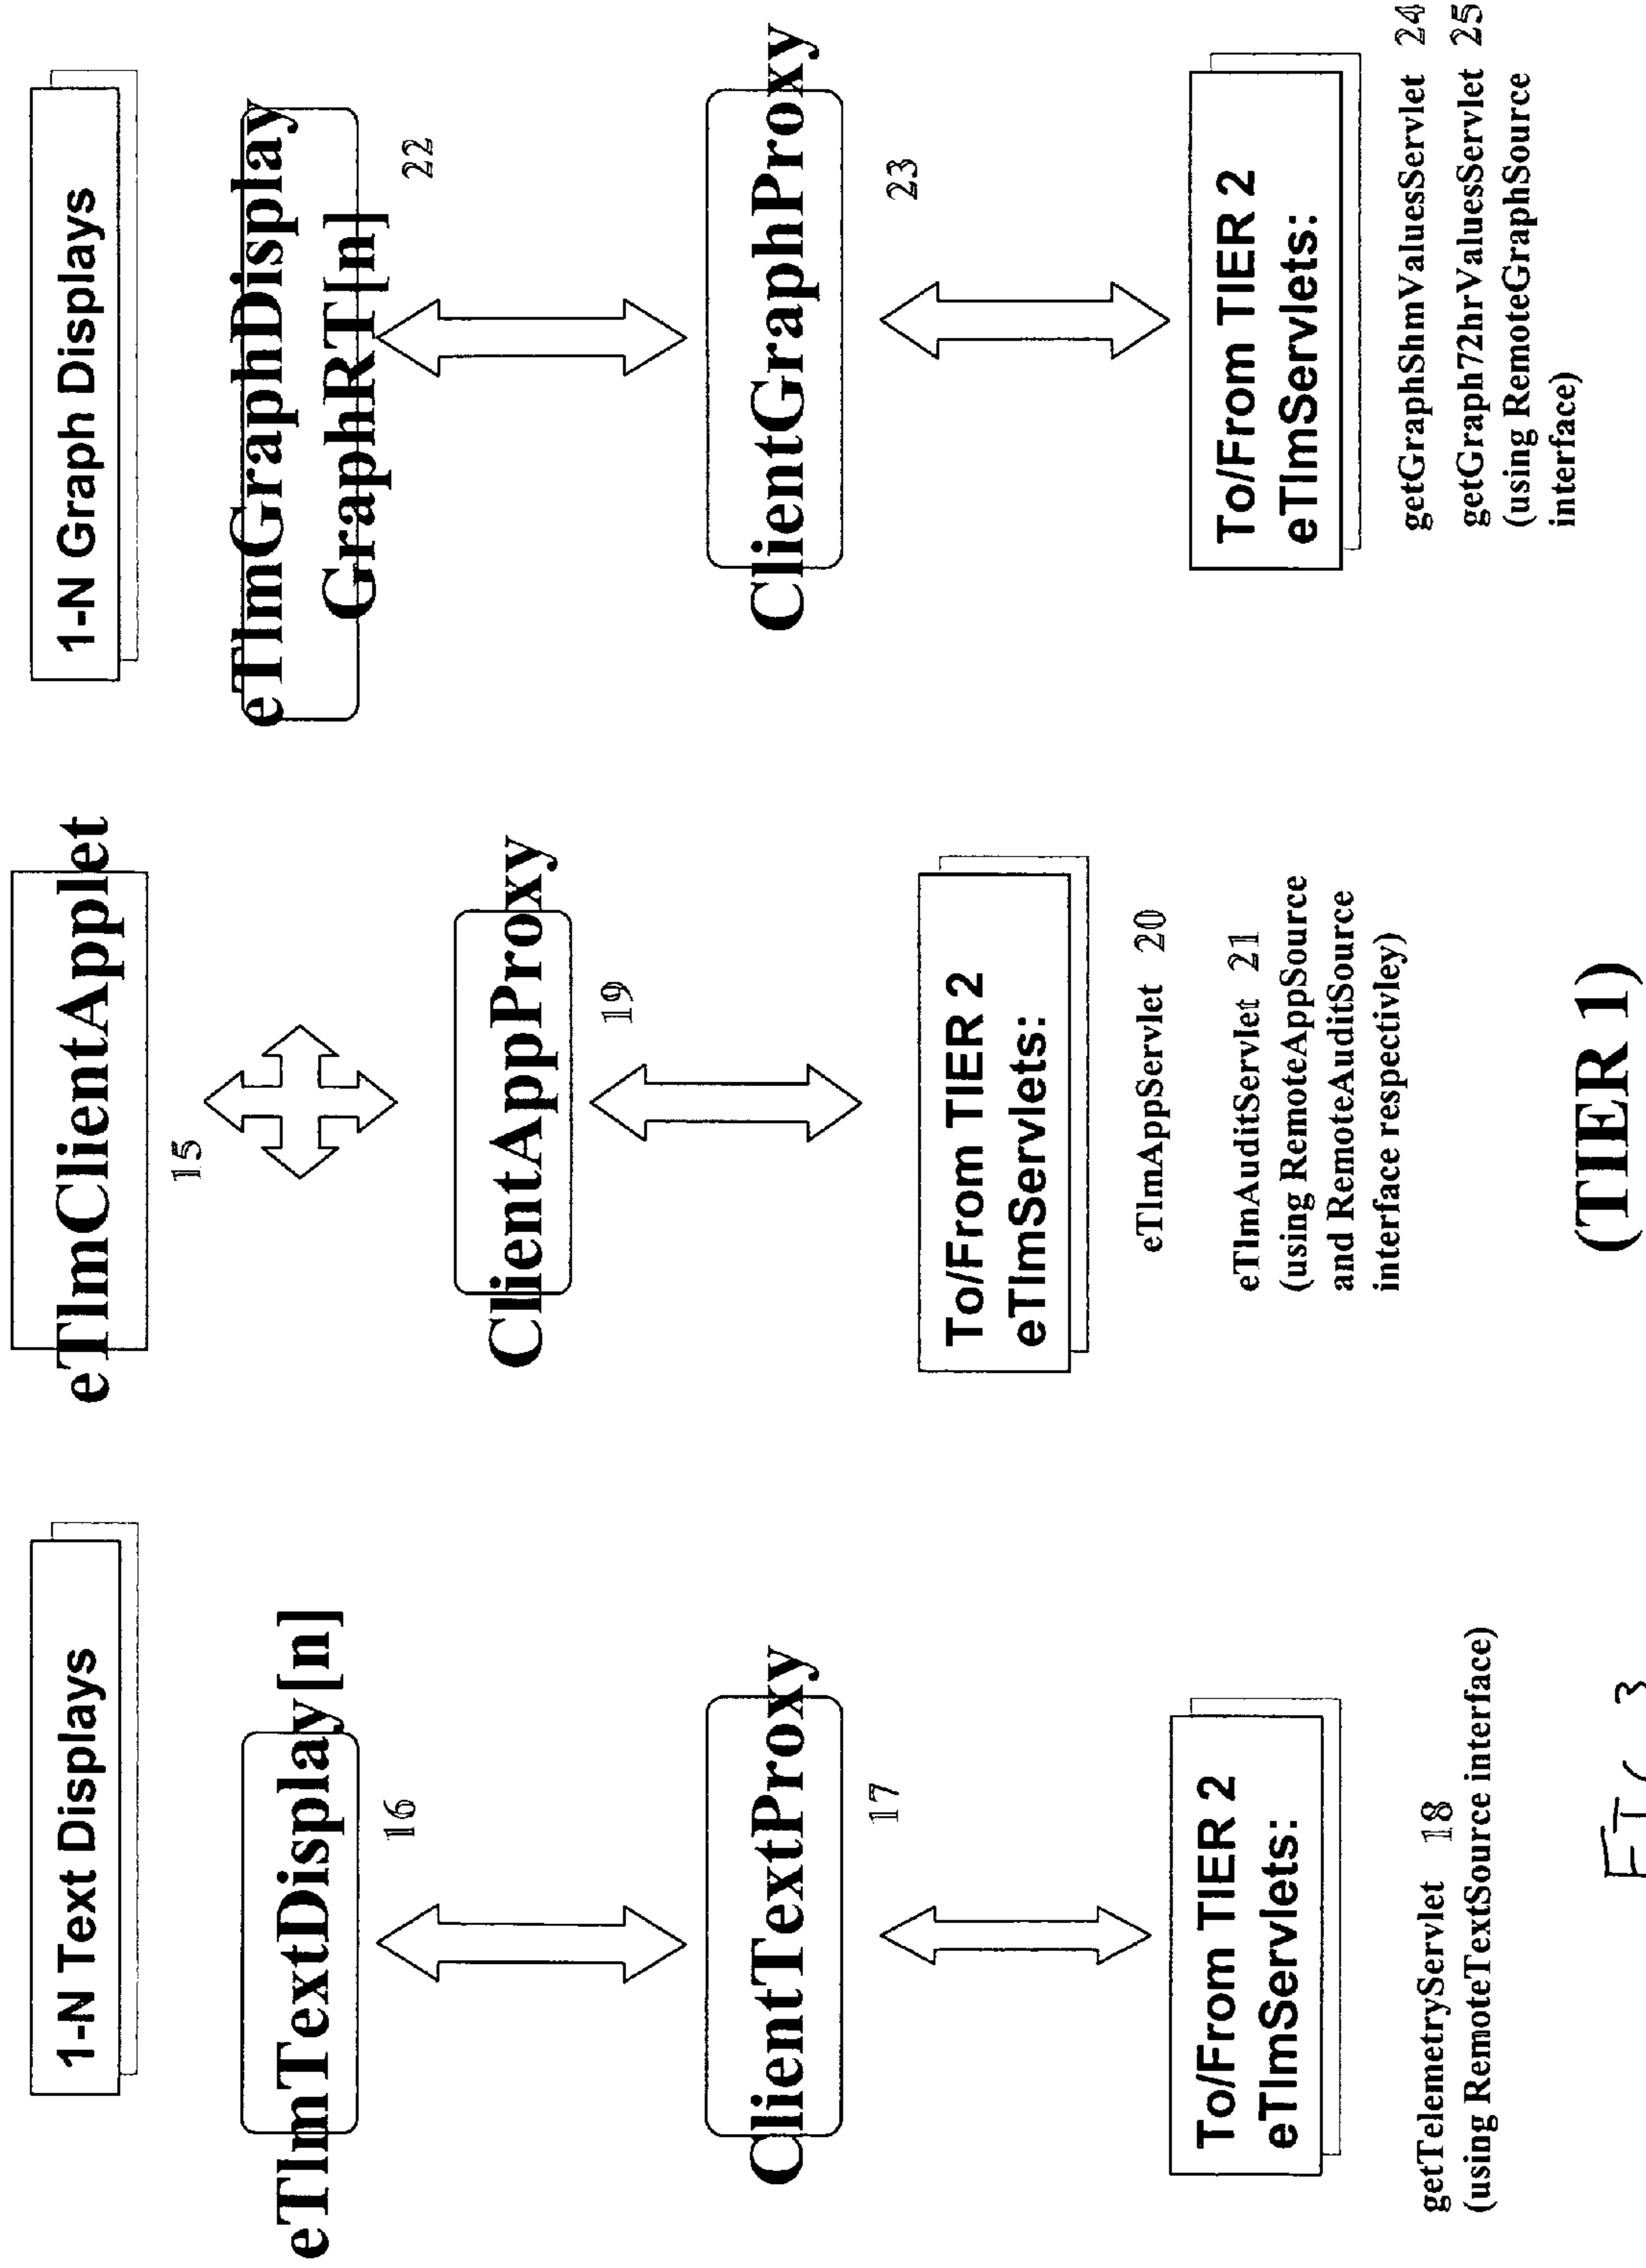 1-N Text Displays
eTlmTextDisplay[n]
16
ClientTextProxy
17
To/From TIER 2
eTlmServlets:
getTelemetryServlet 18
(using RemoteTextSource interface)
eTlmClientApplet
15
ClientAppProxy
19
To/From TIER 2
eTlmServlets:
eTlmAppServlet 20
eTlmAuditServlet 21
(using RemoteAppSource
and RemoteAuditSource
interface respectivley)
1-N Graph Displays
eTlmGraphDisplay
GraphRT[n]
22
ClientGraphProxy
23
To/From TIER 2
eTlmServlets:
getGraphShmValuesServlet 24
getGraph72hrValuesServlet 25
(using RemoteGraphSource
interface)
(TIER 1)
FIG 3